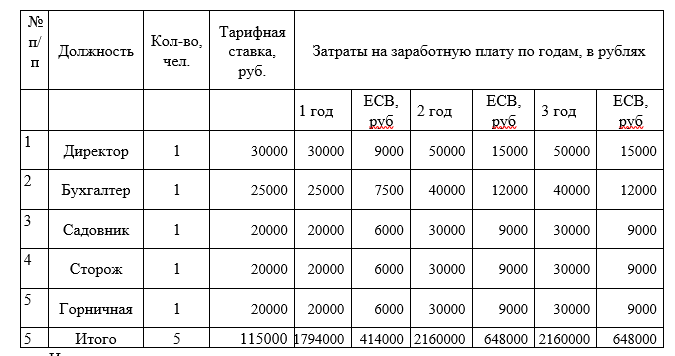 № п/п Должность Кол-во, чел. Тарифная ставка, руб. Затраты на заработную плату по годам, в рублях
1 год ЕСВ, руб 2 год ЕСВ, руб 3 год ЕСВ, руб
1 Директор 1 30000 30000 9000 50000 15000 50000 15000
2 Бухгалтер 1 25000 25000 7500 40000 12000 40000 12000
3 Садовник 1 20000 20000 6000 30000 9000 30000 9000
4 Сторож 1 20000 20000 6000 30000 9000 30000 9000
5 Горничная 1 20000 20000 6000 30000 9000 30000 9000
5 Итого 5 115000 1794000 414000 2160000 648000 2160000 648000